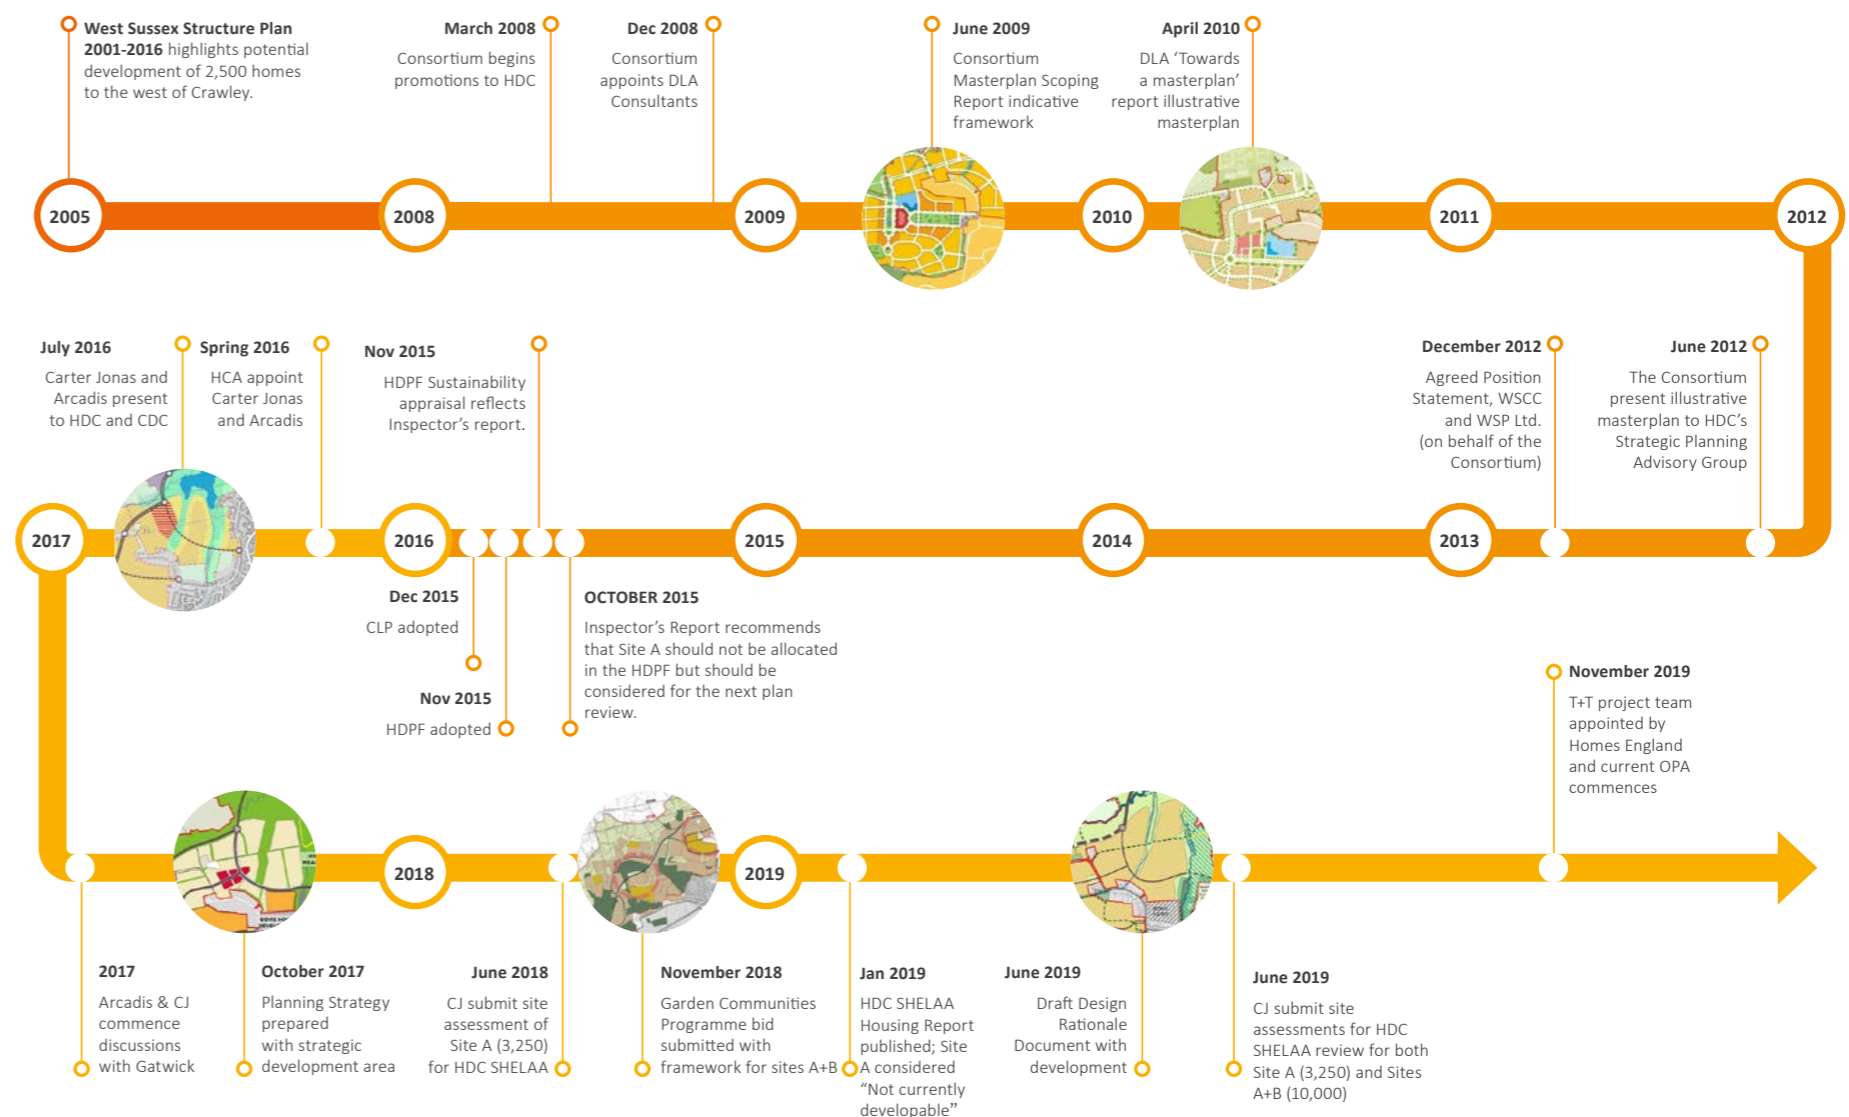 West Sussex Structure Plan
2001-2016 highlights potential
development of 2,500 homes
to the west of Crawley.
March 2008
Consortium begins
promotions to HDC
Dec 2008
Consortium
appoints DLA
Consultants
June 2009
Consortium
Masterplan Scoping
Report indicative
framework
April 2010
DLA ‘Towards
a masterplan’
report illustrative
masterplan
2005
2008
2009
2010
2011
2012
July 2016
Carter Jonas and
Arcadis present
to HDC and CDC
Spring 2016
HCA appoint
Carter Jonas
and Arcadis
Nov 2015
HDPF Sustainability
appraisal reflects
Inspector’s report.
December 2012
Agreed Position
Statement, WSCC
and WSP Ltd.
(on behalf of the
Consortium)
June 2012
The Consortium
present illustrative
masterplan to HDC’s
Strategic Planning
Advisory Group
2017
2016
2015
2014
2013
Dec 2015
CLP adopted
Nov 2015
HDPF adopted
OCTOBER 2015
Inspector’s Report recommends
that Site A should not be allocated
in the HDPF but should be
considered for the next plan
review.
November 2019
T+T project team
appointed by
Homes England
and current OPA
commences
2018
2019
2017
Arcadis & CJ
commence
discussions
with Gatwick
October 2017
Planning Strategy
prepared
with strategic
development area
June 2018
CJ submit site
assessment of
Site A (3,250)
for HDC SHELAA
November 2018
Garden Communities
Programme bid
submitted with
framework for sites A+B
Jan 2019
HDC SHELAA
Housing Report
published; Site
A considered
“Not currently
developable”
June 2019
Draft Design
Rationale
Document with
development
June 2019
CJ submit site
assessments for HDC
SHELAA review for both
Site A (3,250) and Sites
A+B (10,000)